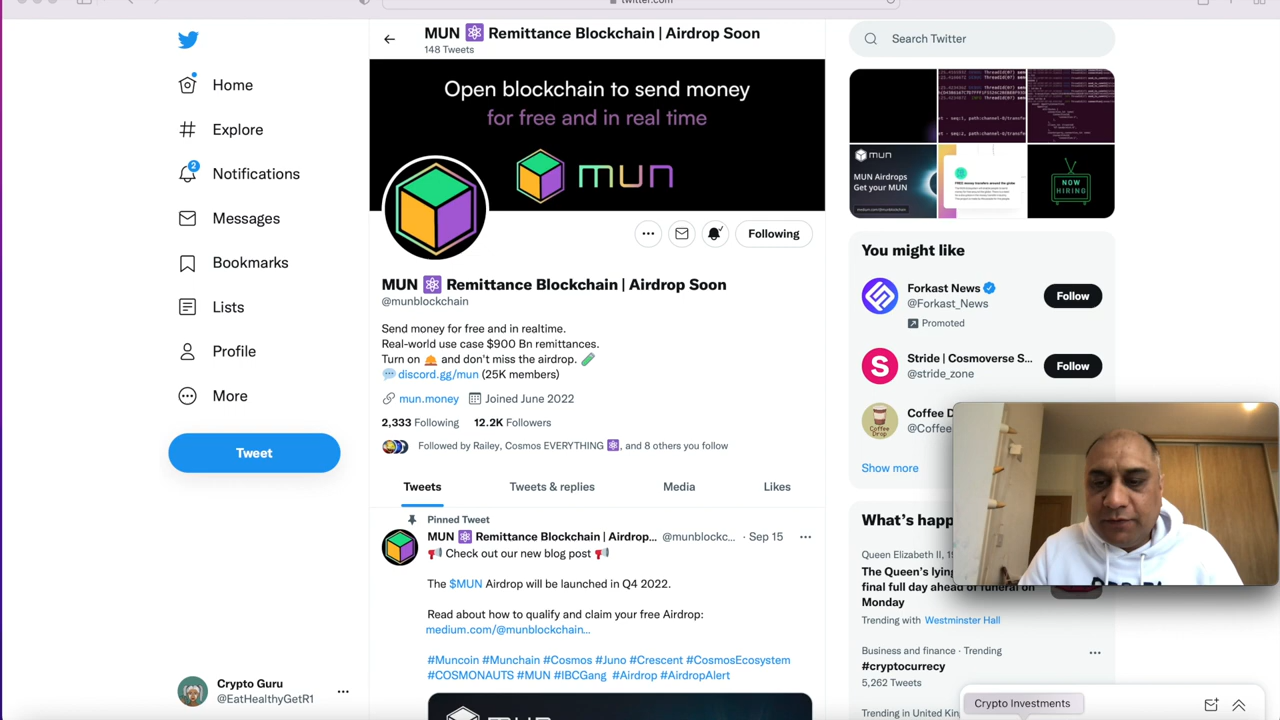 twitter.com
MUN Remittance Blockchain | Airdrop Soon
148 Tweets
Open blockchain to send money
for free and in real time
mun
Home
Explore
2
Notifications
Messages
Bookmarks
Lists
Profile
More
Tweet
Following
MUN Remittance Blockchain | Airdrop Soon
@munblockchain
Send money for free and in realtime.
Real-world use case $900 Bn remittances.
Turn on 🛎 and don't miss the airdrop. 🧪
💬 discord.gg/mun (25K members)
mun.money Joined June 2022
2,333 Following 12.2K Followers
Followed by Railey, Cosmos EVERYTHING ⚛, and 8 others you follow
Tweets Tweets & replies Media Likes
Pinned Tweet
MUN ⚛ Remittance Blockchain | Airdrop... @munblockc... · Sep 15
📢 Check out our new blog post 📢
The $MUN Airdrop will be launched in Q4 2022.
Read about how to qualify and claim your free Airdrop:
medium.com/@munblockchain...
#Muncoin #Munchain #Cosmos #Juno #Crescent #CosmosEcosystem
#COSMONAUTS #MUN #IBCGang #Airdrop #AirdropAlert
Crypto Guru
@EatHealthyGetR1
Search Twitter
mun
MUN Airdrops
Get your MUN
NOW
HIRING
You might like
Forkast News
@Forkast_News
Promoted
Follow
Stride | Cosmoverse S...
@stride_zone
Follow
Coffee D
@Coffee
Show more
What's happ
Queen Elizabeth II, 1
The Queen's lying
final full day ahead of funeral on
Monday
Trending with Westminster Hall
Business and finance · Trending
#cryptocurrecy
5,262 Tweets
Trending in United Kin
Crypto Investments